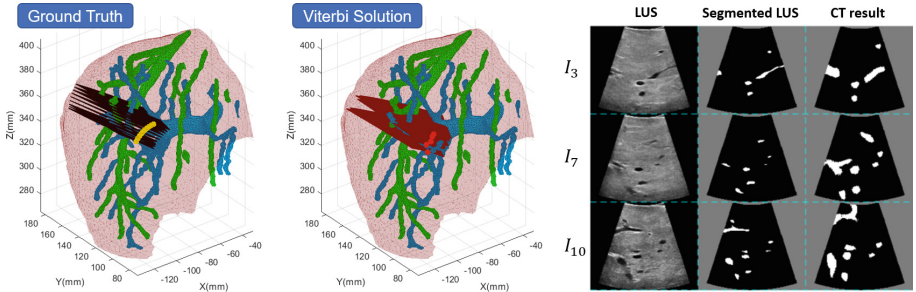 Ground Truth
Viterbi Solution
LUS
Segmented LUS
CT result
400
380
360
340
320
300
280
Z(mm)
180
160
140
120
100
80
Y(mm)
-120
-100
-80
-60
-40
X(mm)
400
380
360
340
320
300
280
Z(mm)
180
160
140
120
100
80
Y(mm)
-120
-100
-80
-60
-40
X(mm)
I3
I7
I10